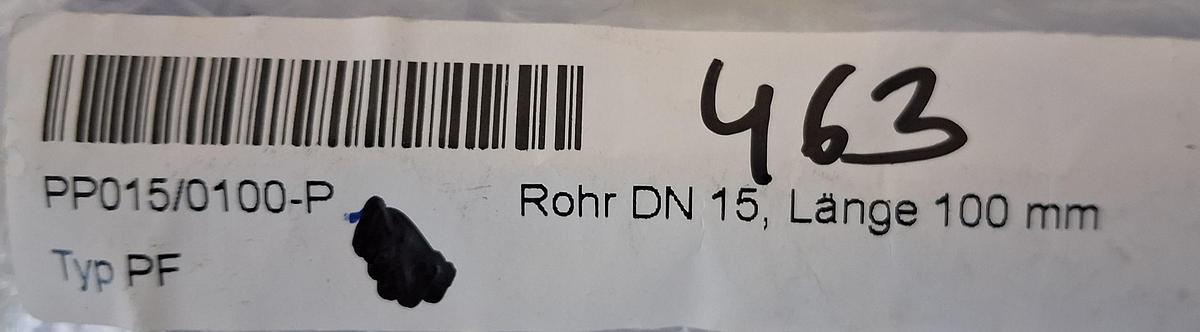 463
PP015/0100-P Rohr DN 15, Länge 100 mm
Typ PF